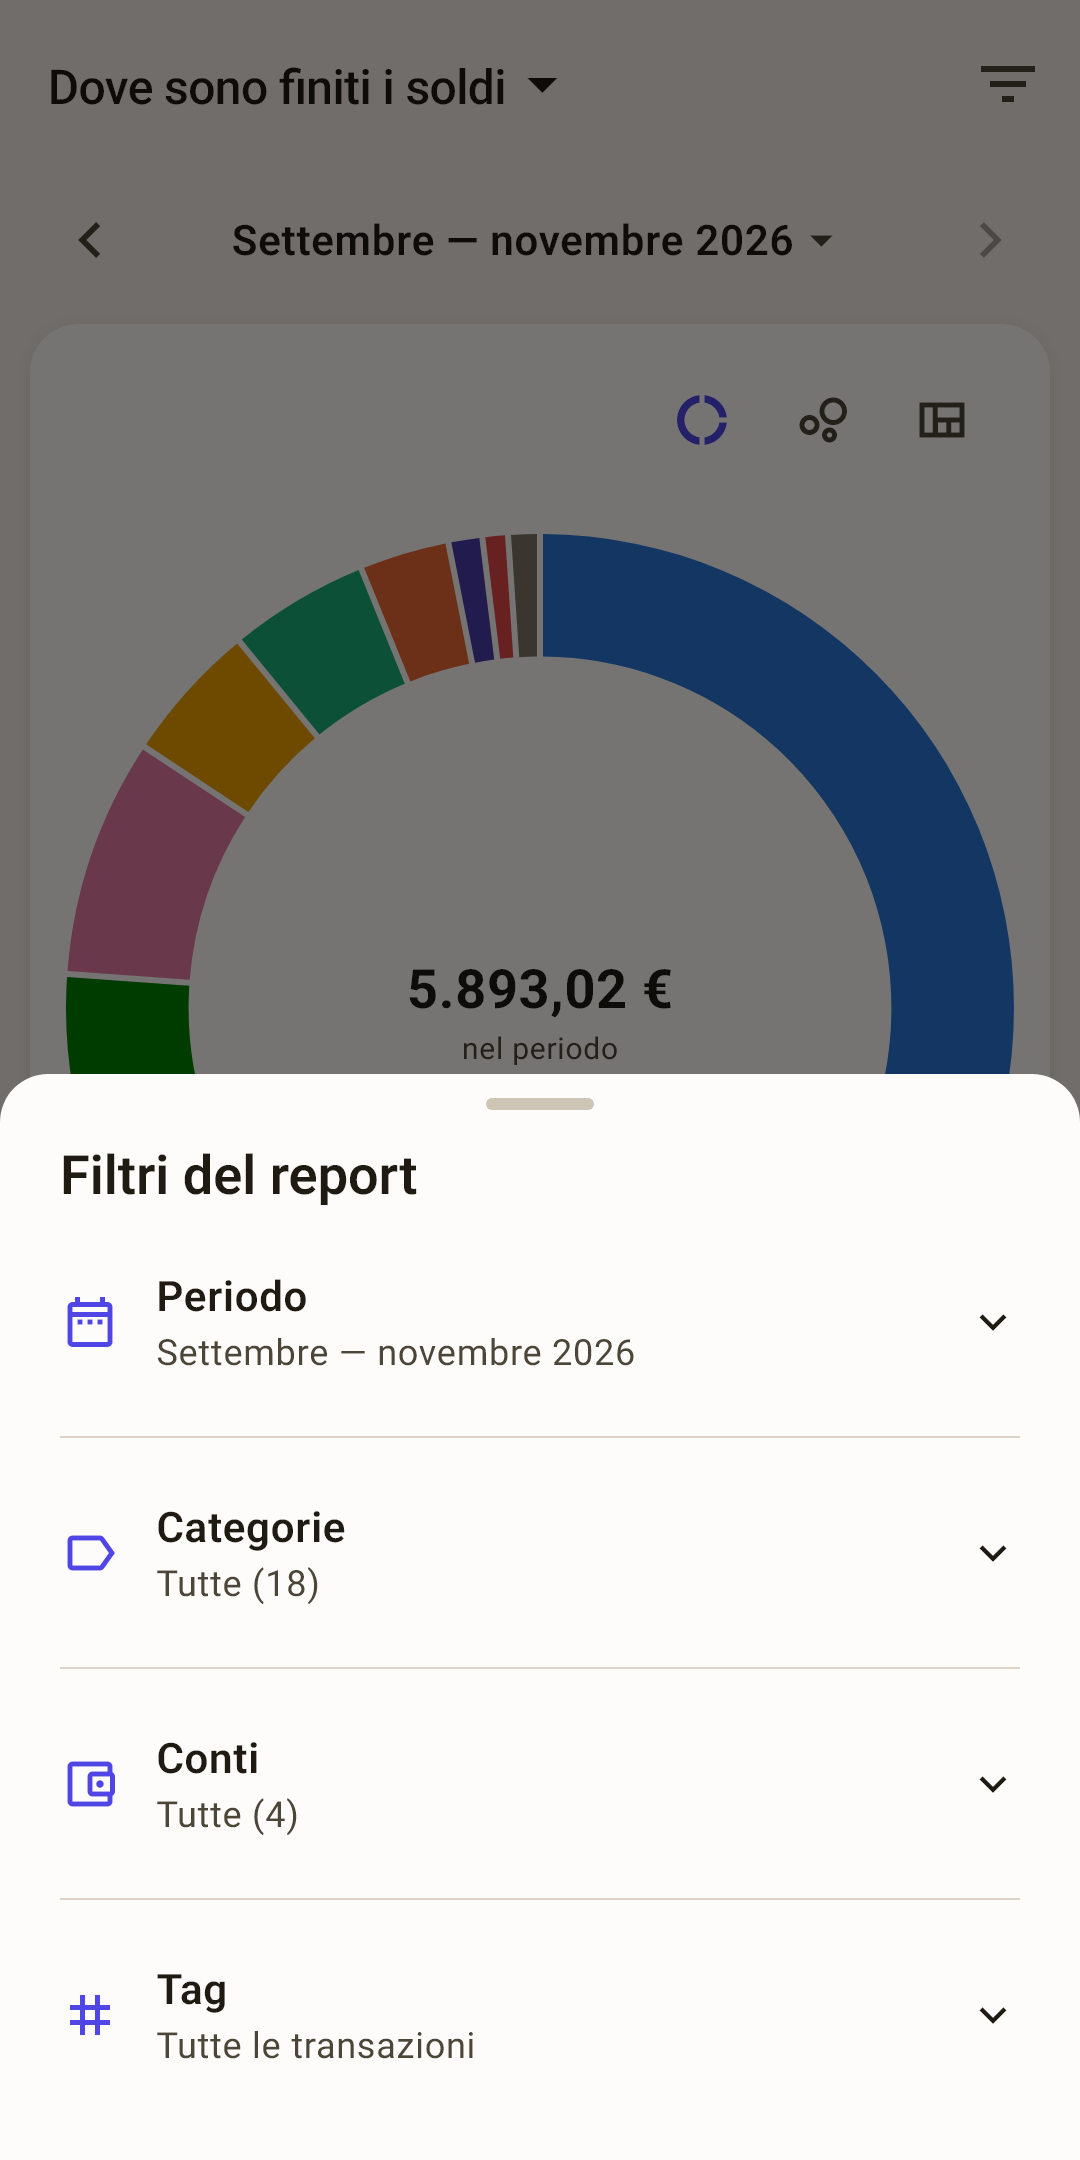 Dove sono finiti i soldi
Settembre — novembre 2026
5.893,02 €
nel periodo
Filtri del report
Periodo
Settembre — novembre 2026
Categorie
Tutte (18)
Conti
Tutte (4)
Tag
Tutte le transazioni